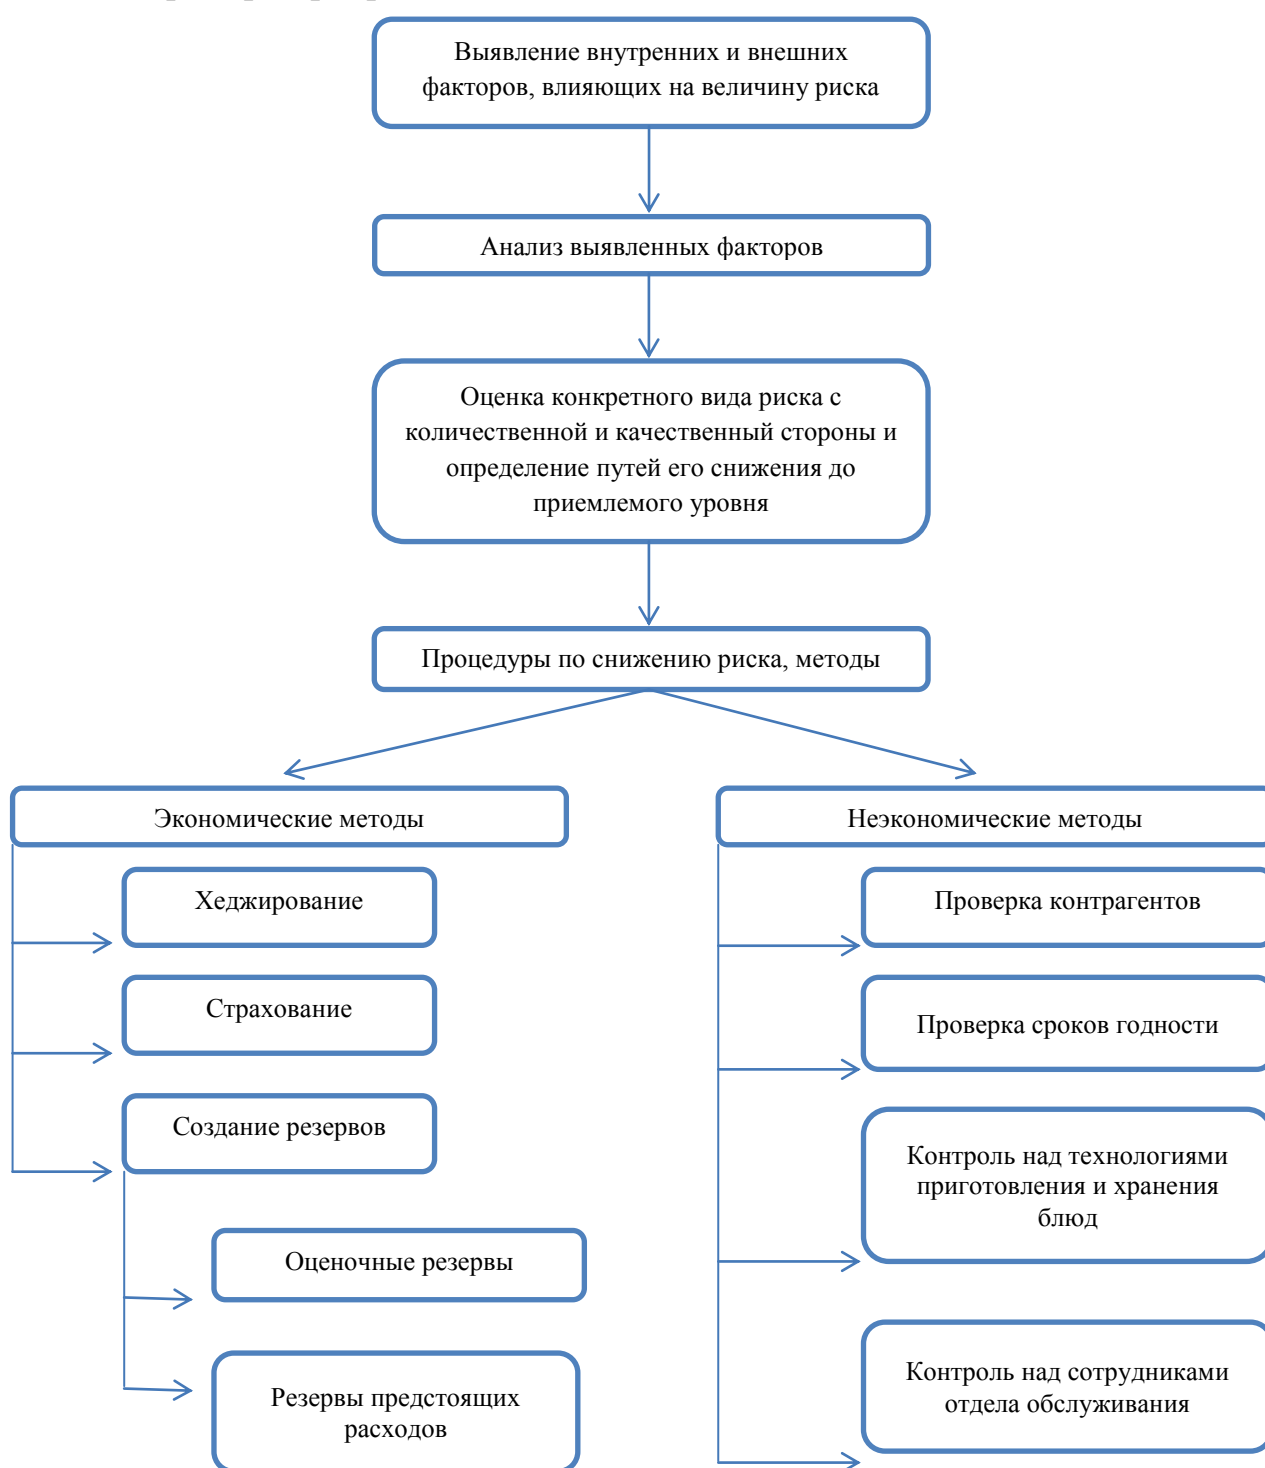 Выявление внутренних и внешних
факторов, влияющих на величину риска
Анализ выявленных факторов
Оценка конкретного вида риска с
количественной и качественный стороны и
определение путей его снижения до
приемлемого уровня
Процедуры по снижению риска, методы
Экономические методы
Хеджирование
Страхование
Создание резервов
Оценочные резервы
Резервы предстоящих
расходов
Неэкономические методы
Проверка контрагентов
Проверка сроков годности
Контроль над технологиями
приготовления и хранения
блюд
Контроль над сотрудниками
отдела обслуживания